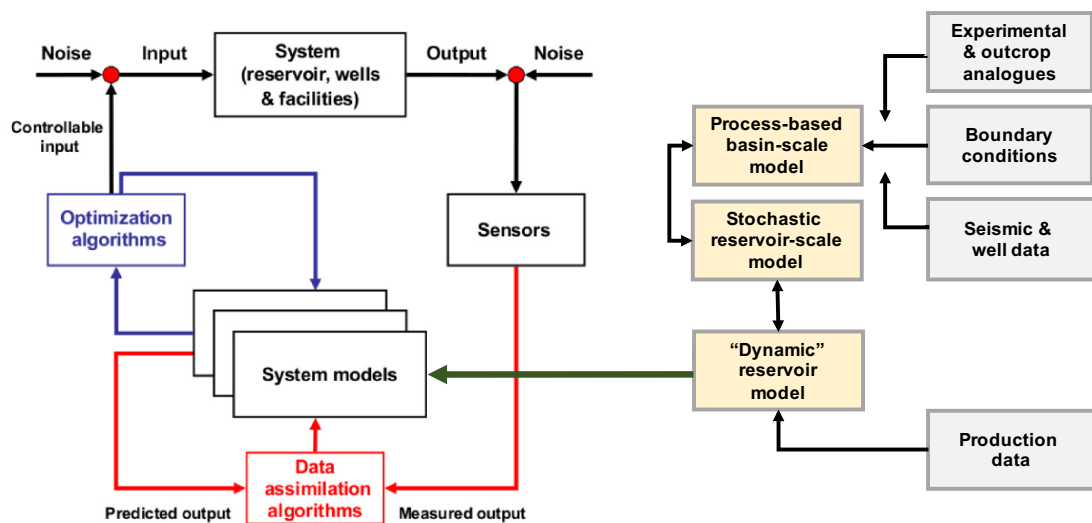 Noise
Input
System
(reservoir, wells
& facilities)
Output
Noise
Controllable
input
Optimization
algorithms
Sensors
System models
Data
assimilation
algorithms
Predicted output
Measured output
Process-based
basin-scale
model
Stochastic
reservoir-scale
model
“Dynamic”
reservoir
model
Experimental
& outcrop
analogues
Boundary
conditions
Seismic &
well data
Production
data